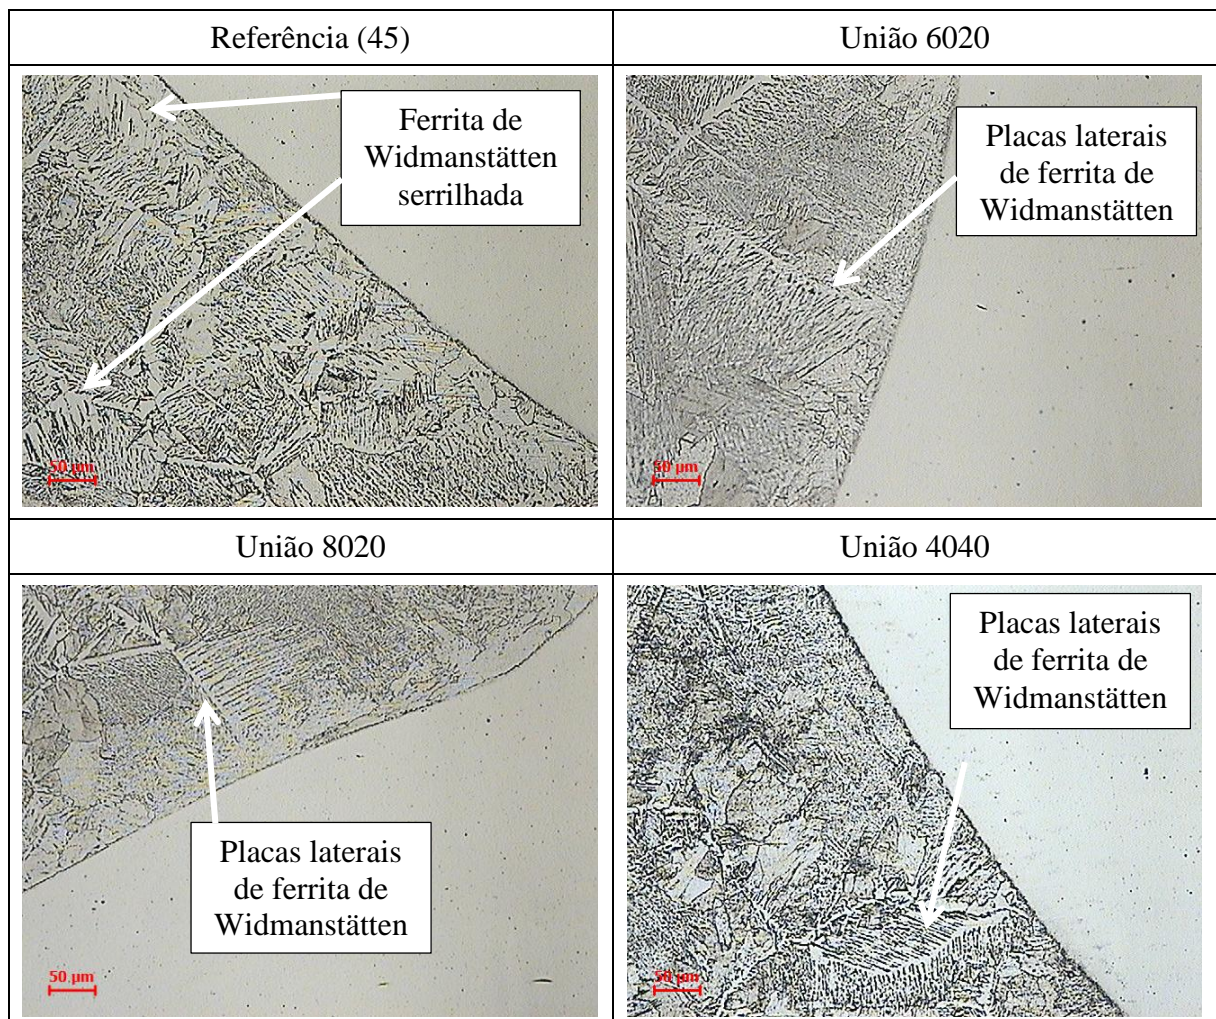 Referência (45)
União 6020
Ferrita de
Widmanstätten
serrilhada
50 µm
Placas laterais
de ferrita de
Widmanstätten
50 µm
União 8020
União 4040
Placas laterais
de ferrita de
Widmanstätten
50 µm
Placas laterais
de ferrita de
Widmanstätten
50 µm